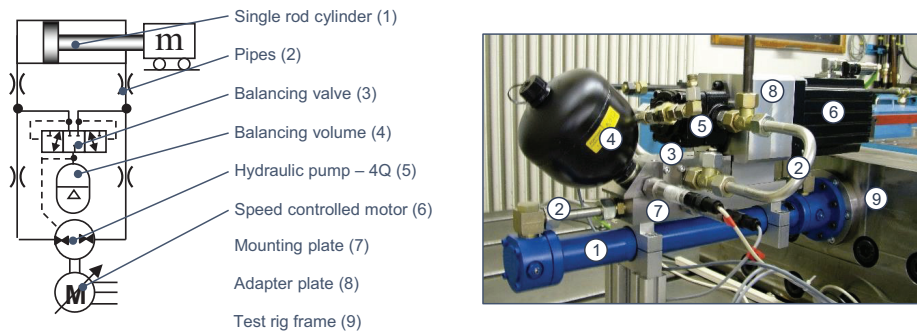 Single rod cylinder (1)
m
Pipes (2)
Balancing valve (3)
Balancing volume (4)
Hydraulic pump – 4Q (5)
Speed controlled motor (6)
M
Mounting plate (7)
Adapter plate (8)
Test rig frame (9)
8
6
4
5
3
2
2
7
9
1